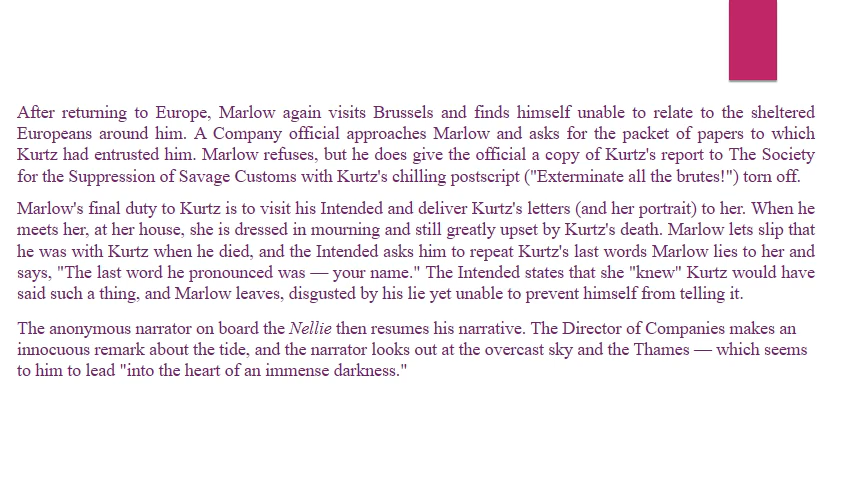 After returning to Europe, Marlow again visits Brussels and finds himself unable to relate to the sheltered
Europeans around him. A Company official approaches Marlow and asks for the packet of papers to which
Kurtz had entrusted him. Marlow refuses, but he does give the official a copy of Kurtz's report to The Society
for the Suppression of Savage Customs with Kurtz's chilling postscript ("Exterminate all the brutes!") torn off.
Marlow's final duty to Kurtz is to visit his Intended and deliver Kurtz's letters (and her portrait) to her. When he
meets her, at her house, she is dressed in mourning and still greatly upset by Kurtz's death. Marlow lets slip that
he was with Kurtz when he died, and the Intended asks him to repeat Kurtz's last words Marlow lies to her and
says, "The last word he pronounced was — your name." The Intended states that she "knew" Kurtz would have
said such a thing, and Marlow leaves, disgusted by his lie yet unable to prevent himself from telling it.
The anonymous narrator on board the Nellie then resumes his narrative. The Director of Companies makes an
innocuous remark about the tide, and the narrator looks out at the overcast sky and the Thames — which seems
to him to lead "into the heart of an immense darkness."